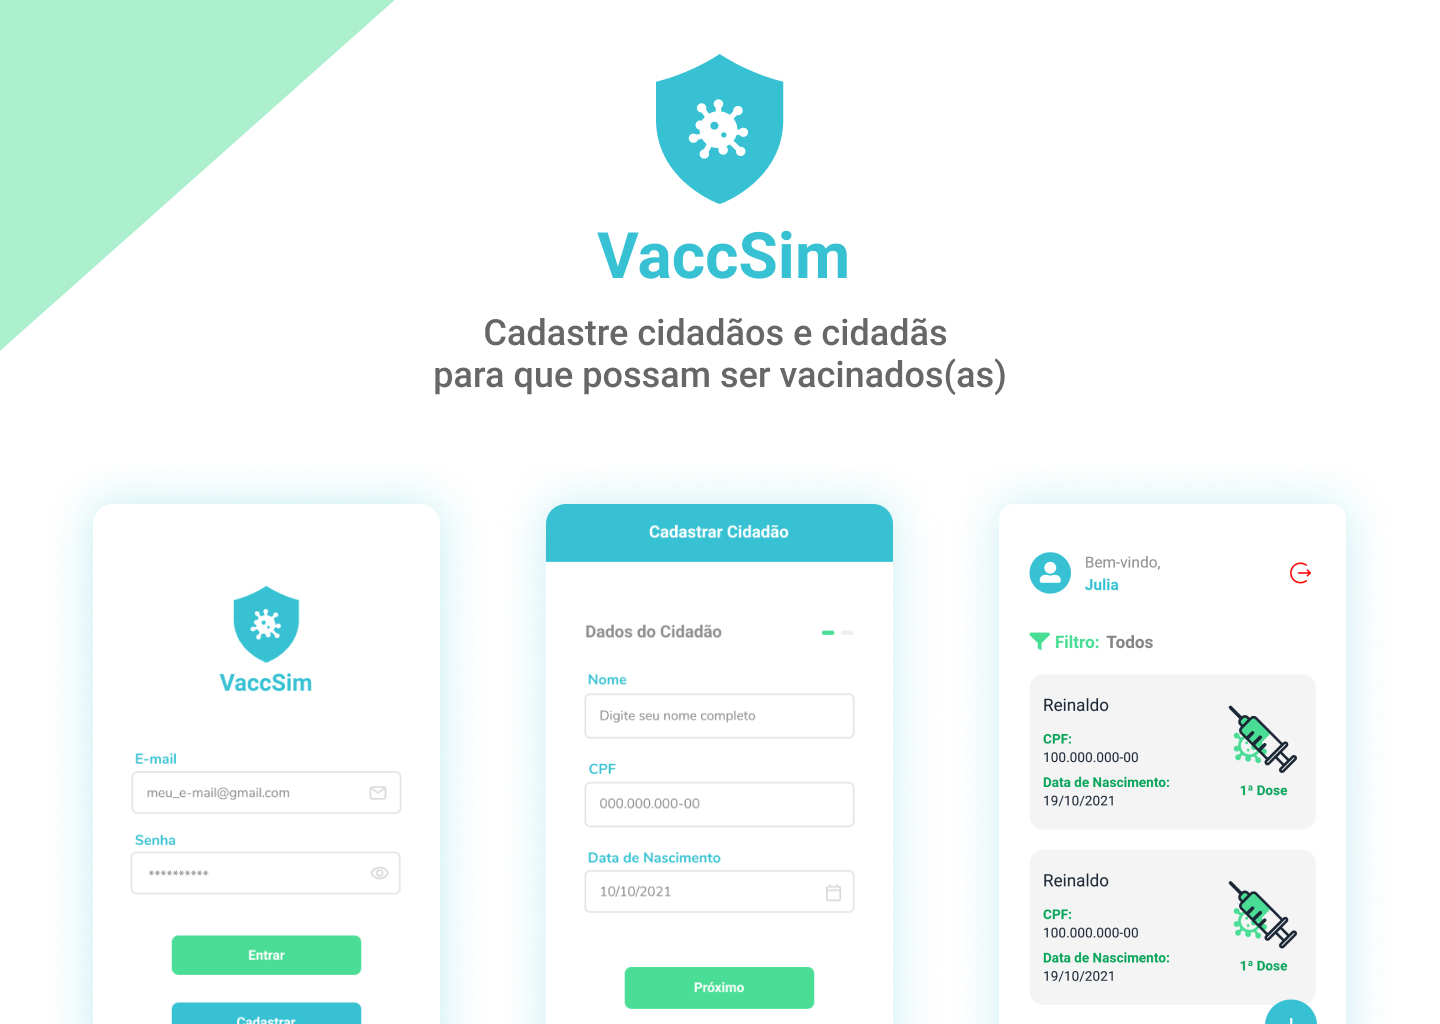 VaccSim
Cadastre cidadãos e cidadãs
para que possam ser vacinados(as)
VaccSim
E-mail
meu_e-mail@gmail.com
Senha
**********
Entrar
Cadastrar
Cadastrar Cidadão
Dados do Cidadão
Nome
Digite seu nome completo
CPF
000.000.000-00
Data de Nascimento
10/10/2021
Próximo
Bem-vindo,
Julia
Filtro: Todos
Reinaldo
CPF:
100.000.000-00
Data de Nascimento:
19/10/2021
1ª Dose
Reinaldo
CPF:
100.000.000-00
Data de Nascimento:
19/10/2021
1ª Dose